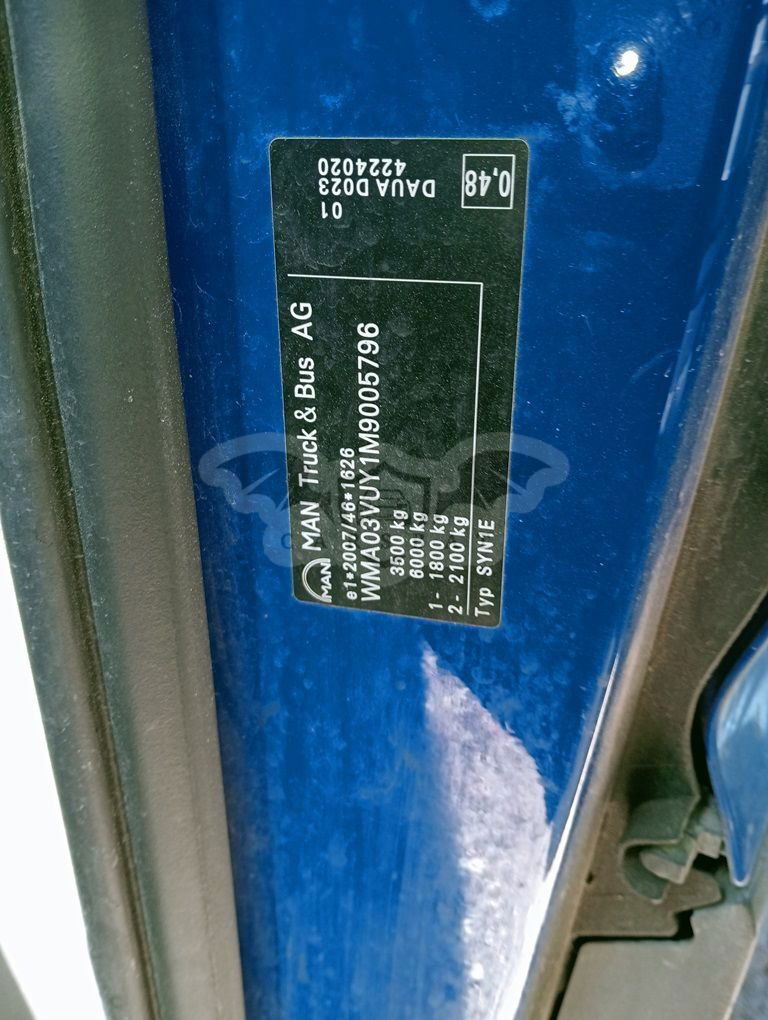 MAN
MAN Truck & Bus AG
e1*2007/46*1626
WMA03VUY1M9005796
3500 kg
6000 kg
1- 1800 kg
2- 2100 kg
Typ SYN1E
01
DAUA D023
4224020
0,48